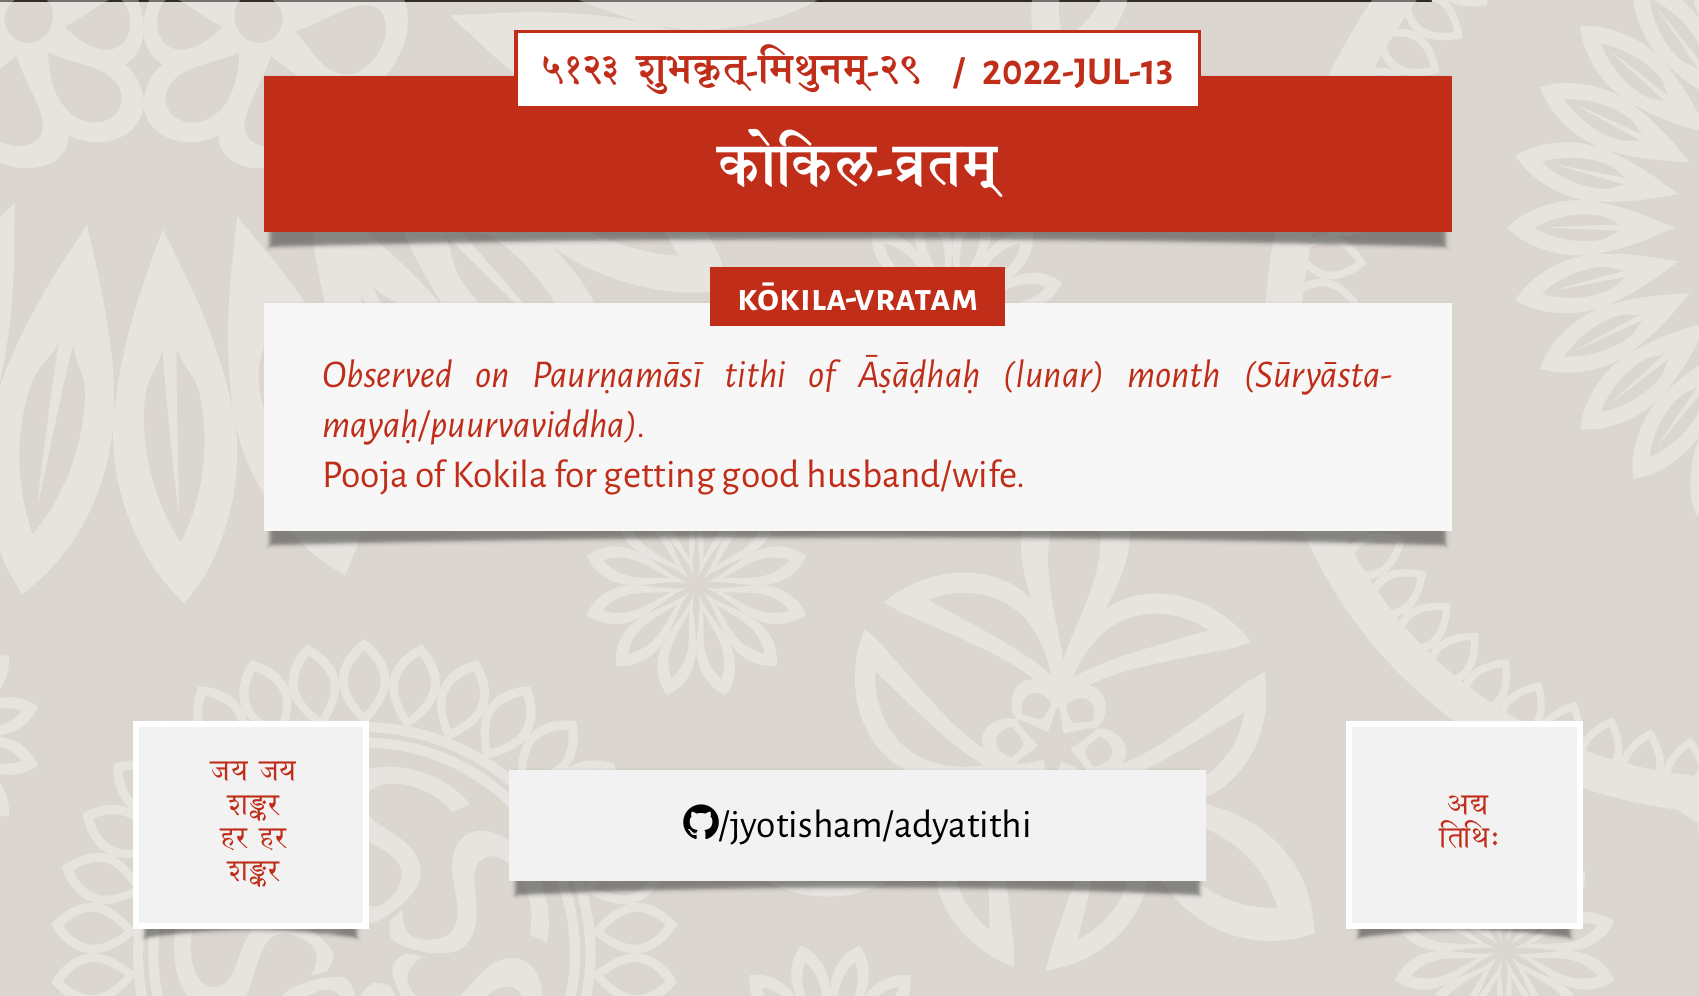 ५१२३ शुभकृत्-मिथुनम्-२९ / 2022-JUL-13
कोकिल-व्रतम्
KŌKILA-VRATAM
Observed on Paurṇamāsī tithi of Āṣāḍhaḥ (lunar) month (Sūryāsta-
mayaḥ/puurvaviddha).
Pooja of Kokila for getting good husband/wife.
जय जय
शङ्कर
हर हर
शङ्कर
/jyotisham/adyatithi
अद्य
तिथिः